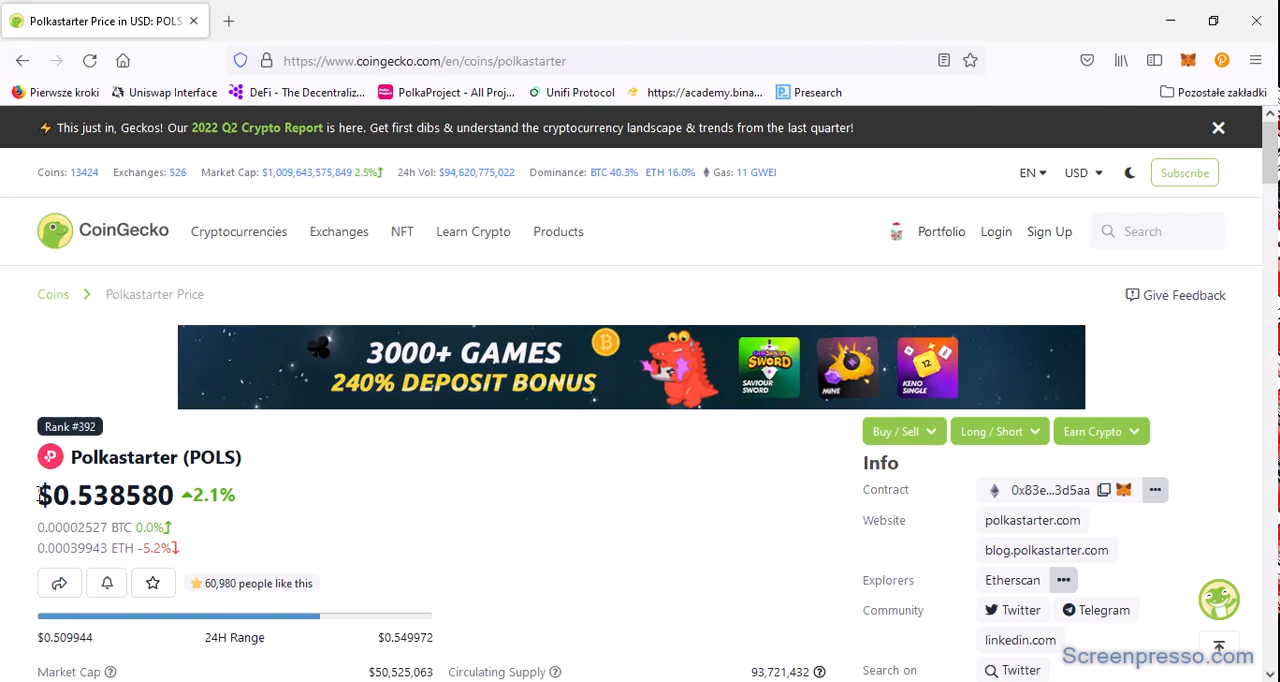 Polkastarter Price in USD: POLS
https://www.coingecko.com/en/coins/polkastarter
Pierwsze kroki Uniswap Interface DeFi - The Decentraliz... PolkaProject - All Proj... Unifi Protocol https://academy.bina... Presearch Pozostałe zakładki
⚡ This just in, Geckos! Our 2022 Q2 Crypto Report is here. Get first dibs & understand the cryptocurrency landscape & trends from the last quarter!
Coins: 13424 Exchanges: 526 Market Cap: $1,009,643,575,849 2.5% 24h Vol: $94,620,775,022 Dominance: BTC 40.3% ETH 16.0% Gas: 11 GWEI EN USD Subscribe
CoinGecko Cryptocurrencies Exchanges NFT Learn Crypto Products Portfolio Login Sign Up Search
Coins Polkastarter Price Give Feedback
3000+ GAMES
240% DEPOSIT BONUS
SAVIOUR
SWORD
MINE
KENO
SINGLE
12
Rank #392
Polkastarter (POLS)
$0.538580 2.1%
0.00002527 BTC 0.0%
0.00039943 ETH -5.2%
60,980 people like this
$0.509944 24H Range $0.549972
Market Cap $50,525,063 Circulating Supply 93,721,432
Buy / Sell Long / Short Earn Crypto
Info
Contract 0x83e...3d5aa
Website polkastarter.com
blog.polkastarter.com
Explorers Etherscan
Community Twitter Telegram
linkedin.com
Search on Twitter
Screenpresso.com